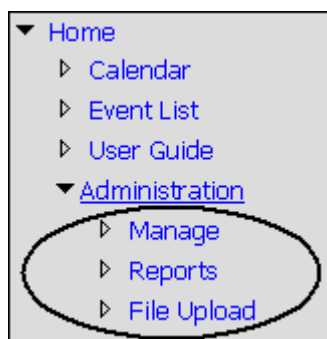 Home
Calendar
Event List
User Guide
Administration
Manage
Reports
File Upload